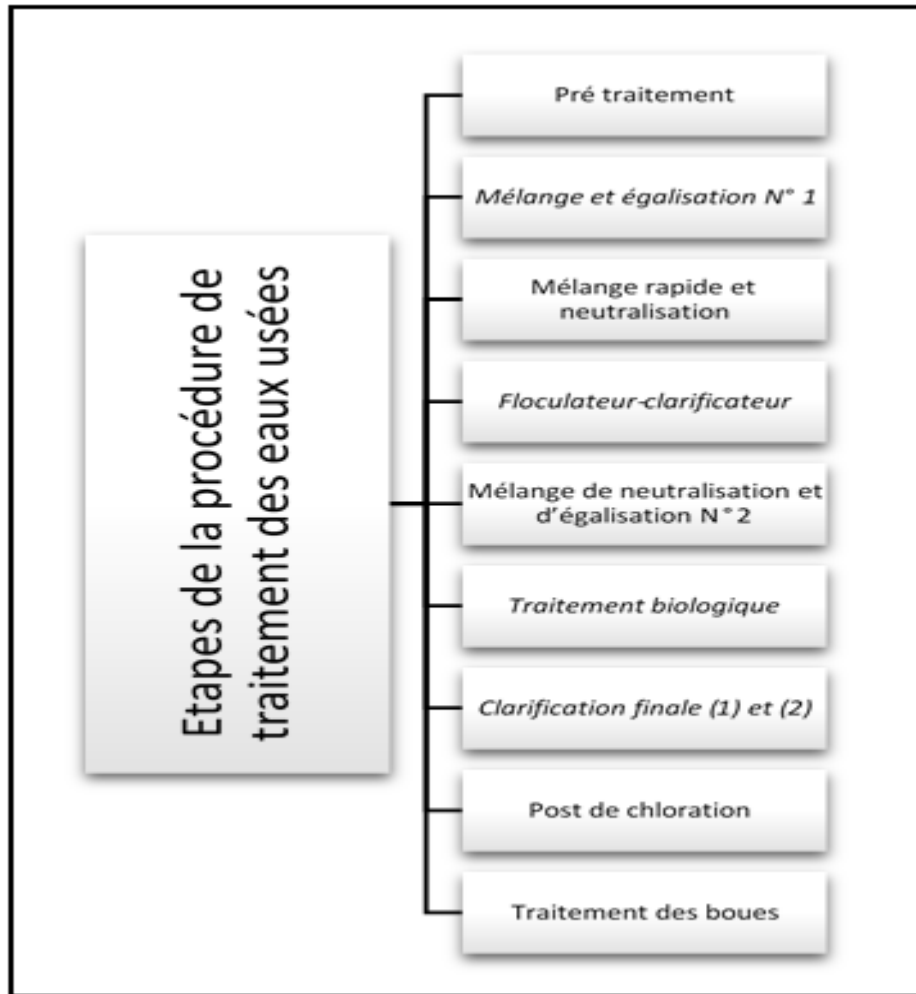 Etapes de la procédure de
traitement des eaux usées
Pré traitement
Mélange et égalisation N° 1
Mélange rapide et
neutralisation
Floculateur-clarificateur
Mélange de neutralisation et
d’égalisation N°2
Traitement biologique
Clarification finale (1) et (2)
Post de chloration
Traitement des boues